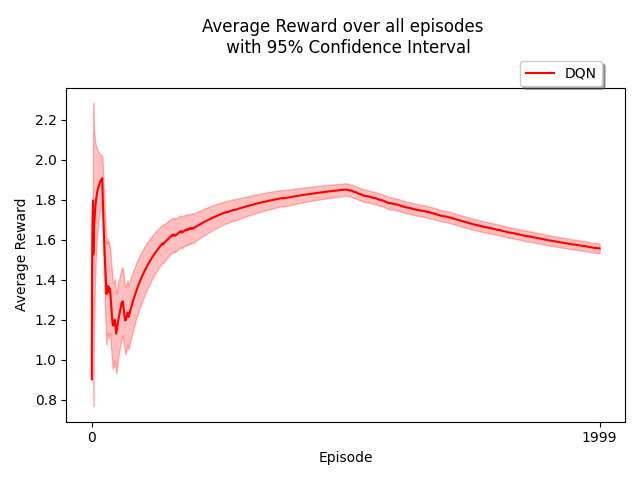 Average Reward over all episodes
with 95% Confidence Interval
DQN
2.2
2.0
1.8
1.6
1.4
1.2
1.0
0.8
Average Reward
0
1999
Episode